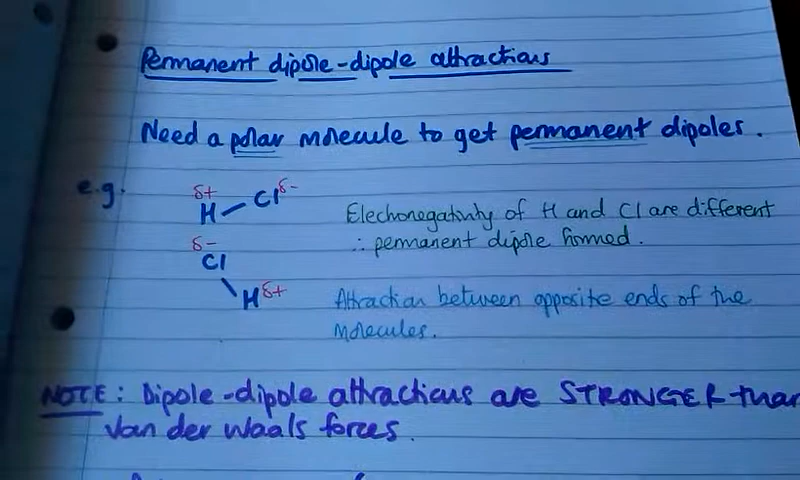 Permanent dipole-dipole attractions
Need a polar molecule to get permanent dipoles.
e.g.
δ+ H — Cl δ-
Electronegativity of H and Cl are different
∴ permanent dipole formed.
δ-
Cl
H δ+
Attraction between opposite ends of the
molecules.
NOTE: Dipole-dipole attractions are STRONGER than
Van der Waals forces.